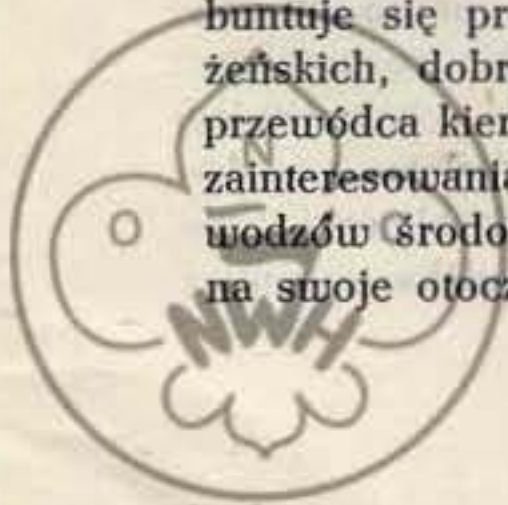 buntuje się pr
żeńskich, dobr
przewódca kier
zainteresowania
wodzów środo
na swoje otocz
O N O
NWH